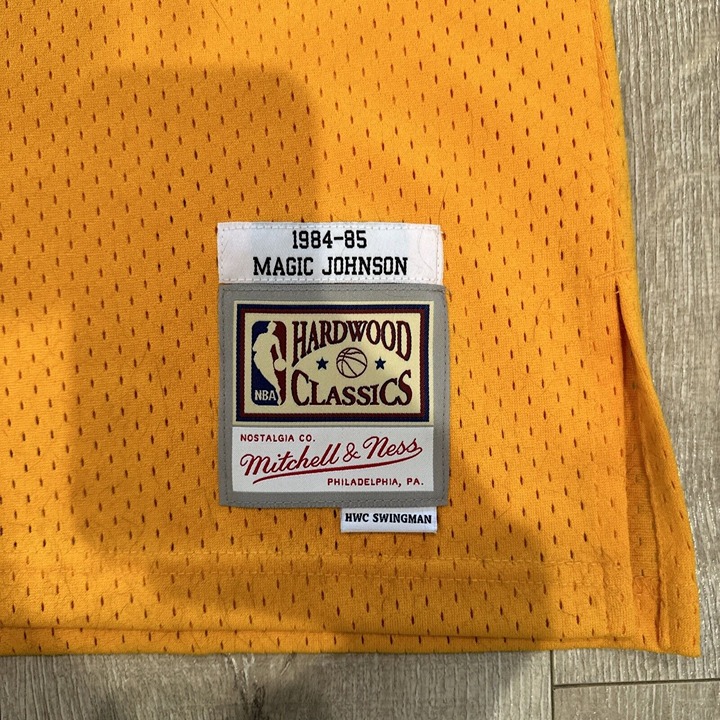 1984-85
MAGIC JOHNSON
HARDWOOD
NBA
CLASSICS
NOSTALGIA CO.
Mitchell & Ness
PHILADELPHIA, PA.
HWC SWINGMAN